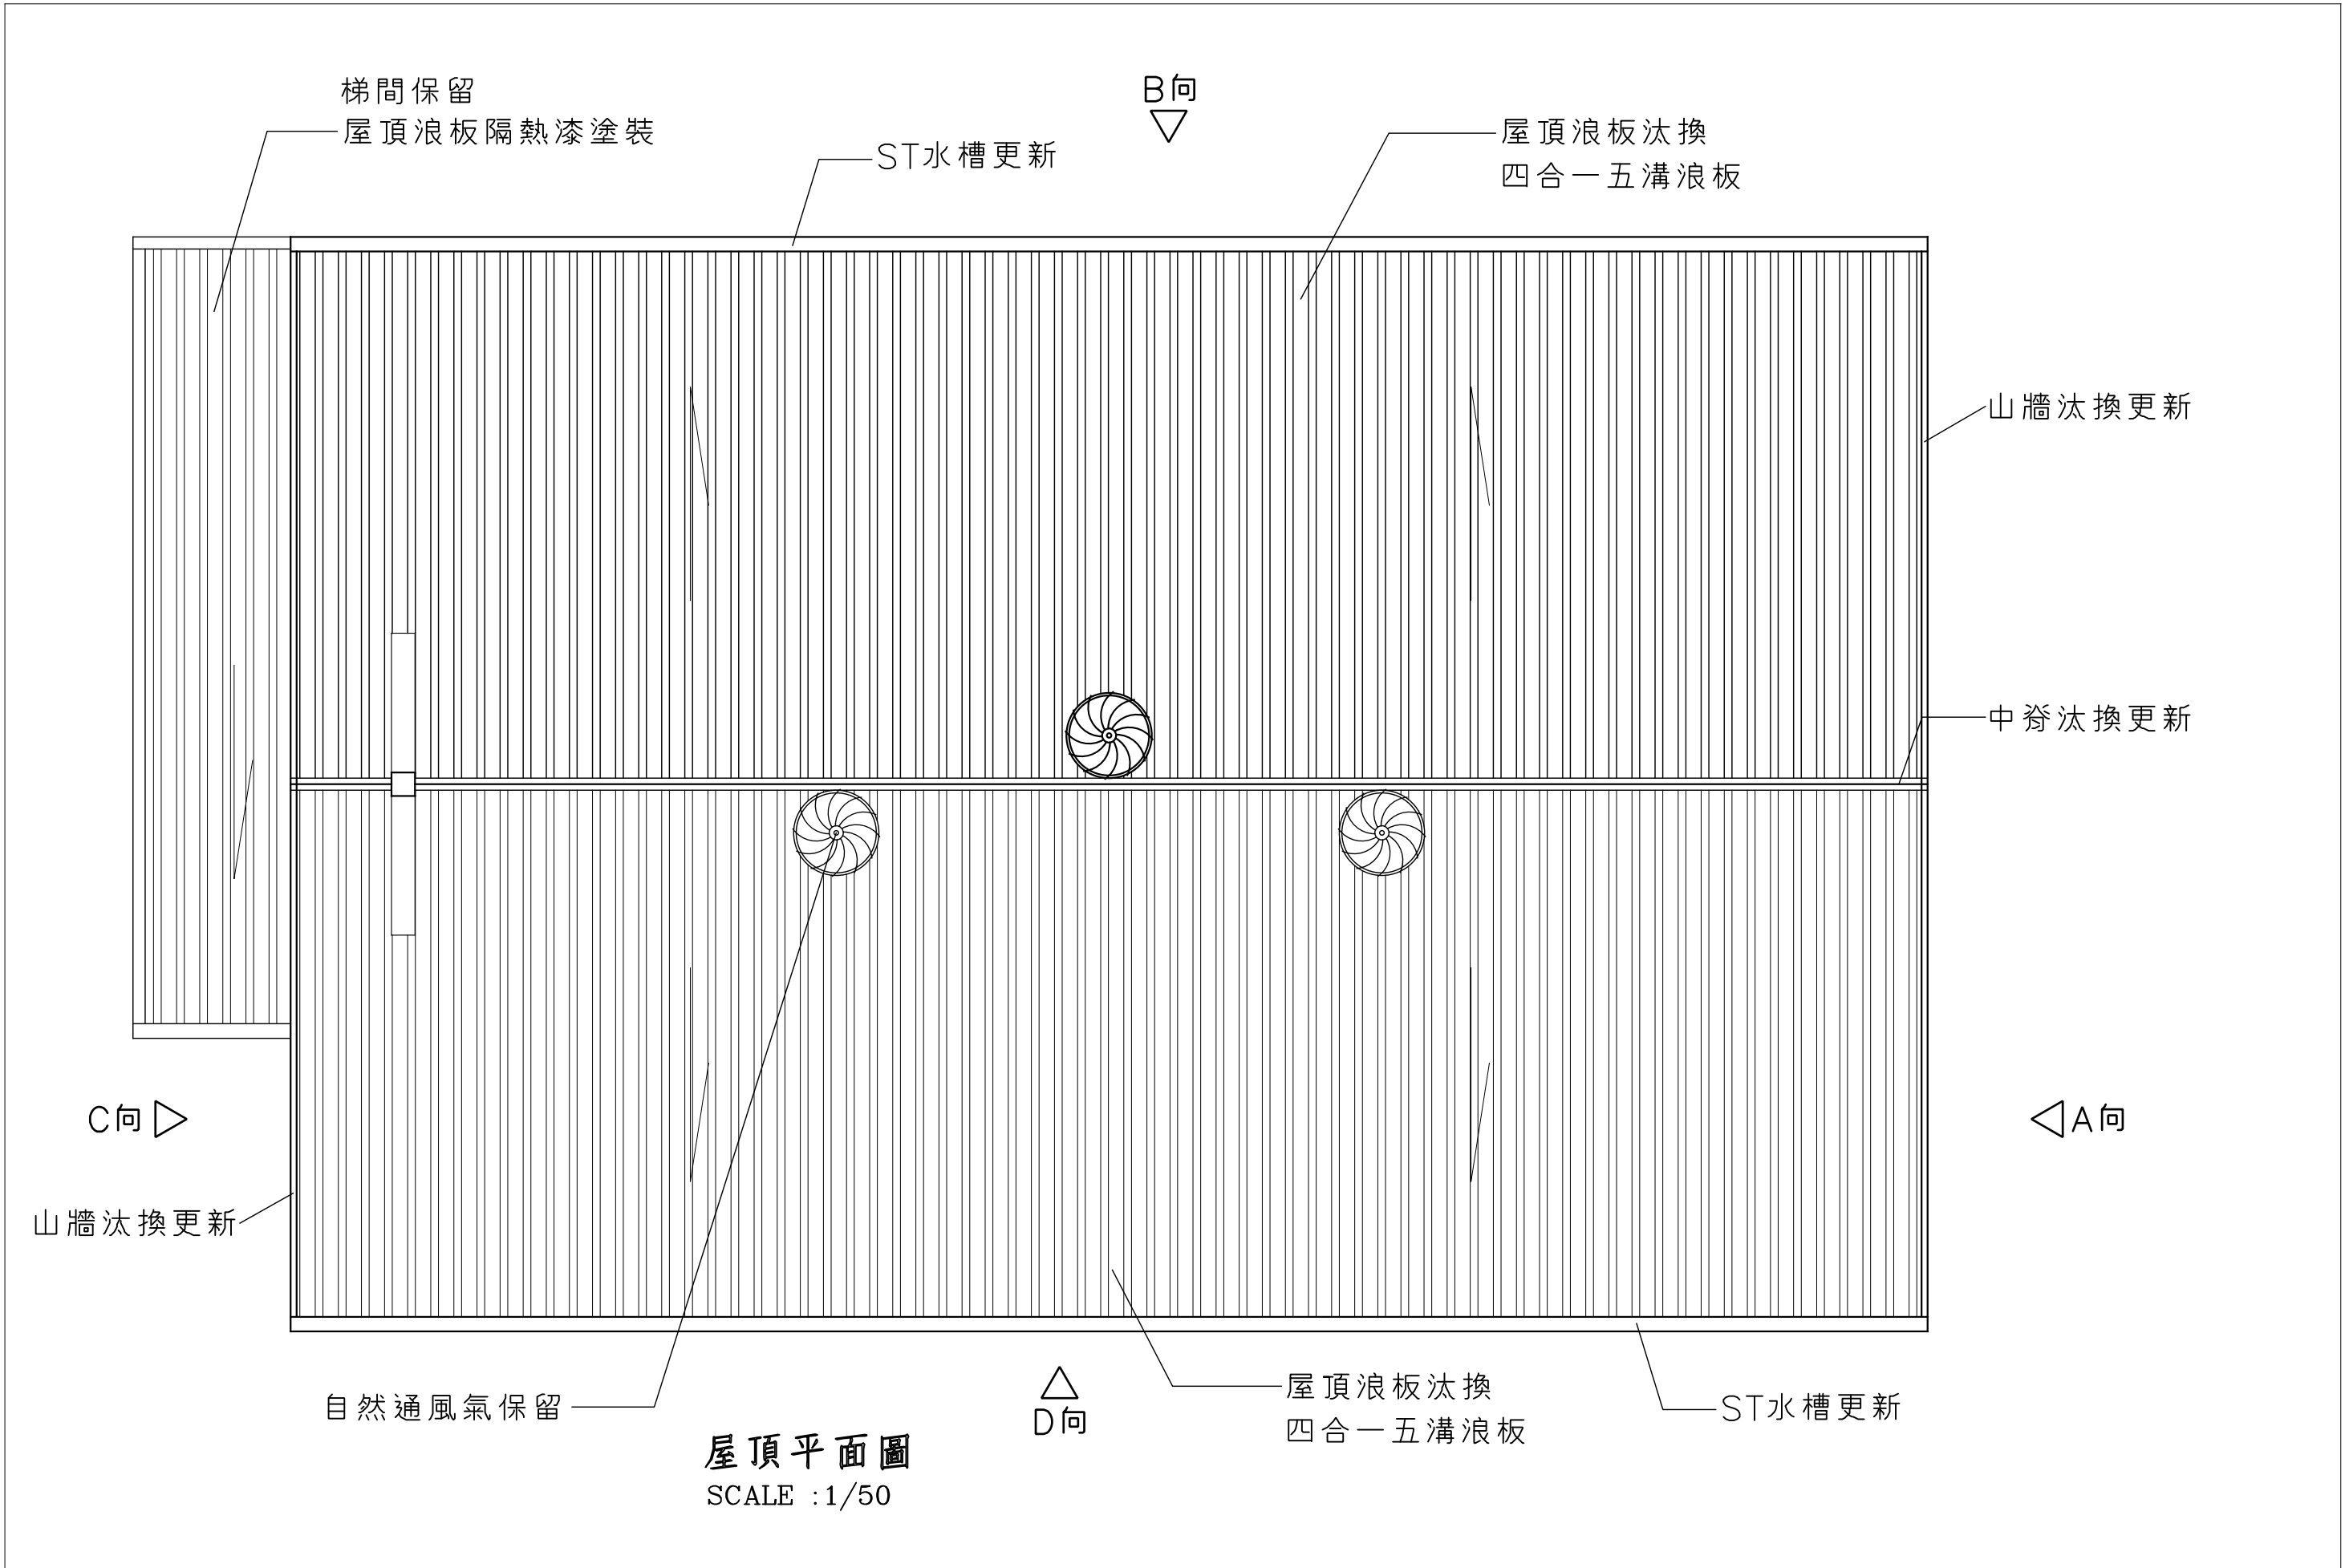 梯間保留
屋頂浪板隔熱漆塗裝
ST水槽更新
B向
屋頂浪板汰換
四合一五溝浪板
山牆汰換更新
中脊汰換更新
C向
A向
山牆汰換更新
自然通風氣保留
D向
屋頂浪板汰換
四合一五溝浪板
ST水槽更新
屋頂平面圖
SCALE :1/50